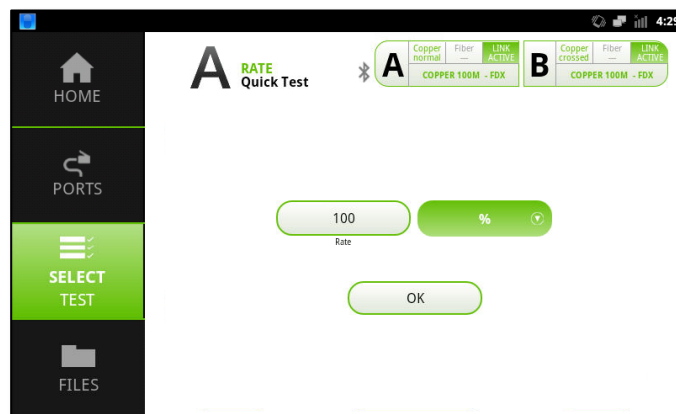 4:29
HOME
PORTS
SELECT
TEST
FILES
A
RATE
Quick Test
A
Copper
normal
Fiber
---
LINK
ACTIVE
COPPER 100M - FDX
B
Copper
crossed
Fiber
---
LINK
ACTIVE
COPPER 100M - FDX
100
%
Rate
OK